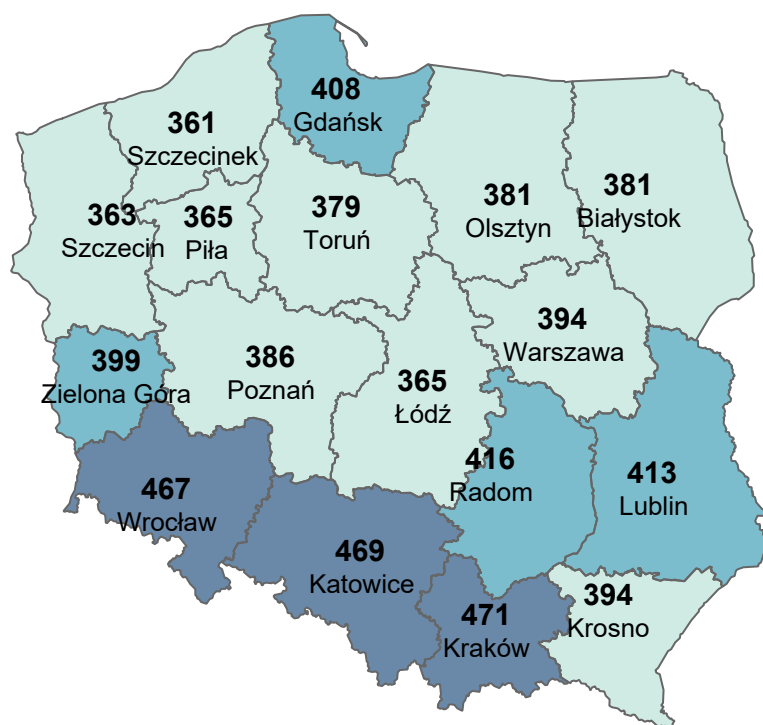 408
Gdańsk
361
Szczecinek
381
Białystok
381
Olsztyn
379
Toruń
365
Piła
363
Szczecin
394
Warszawa
399
Zielona Góra
386
Poznań
365
Łódź
416
Radom
413
Lublin
467
Wrocław
469
Katowice
471
Kraków
394
Krosno